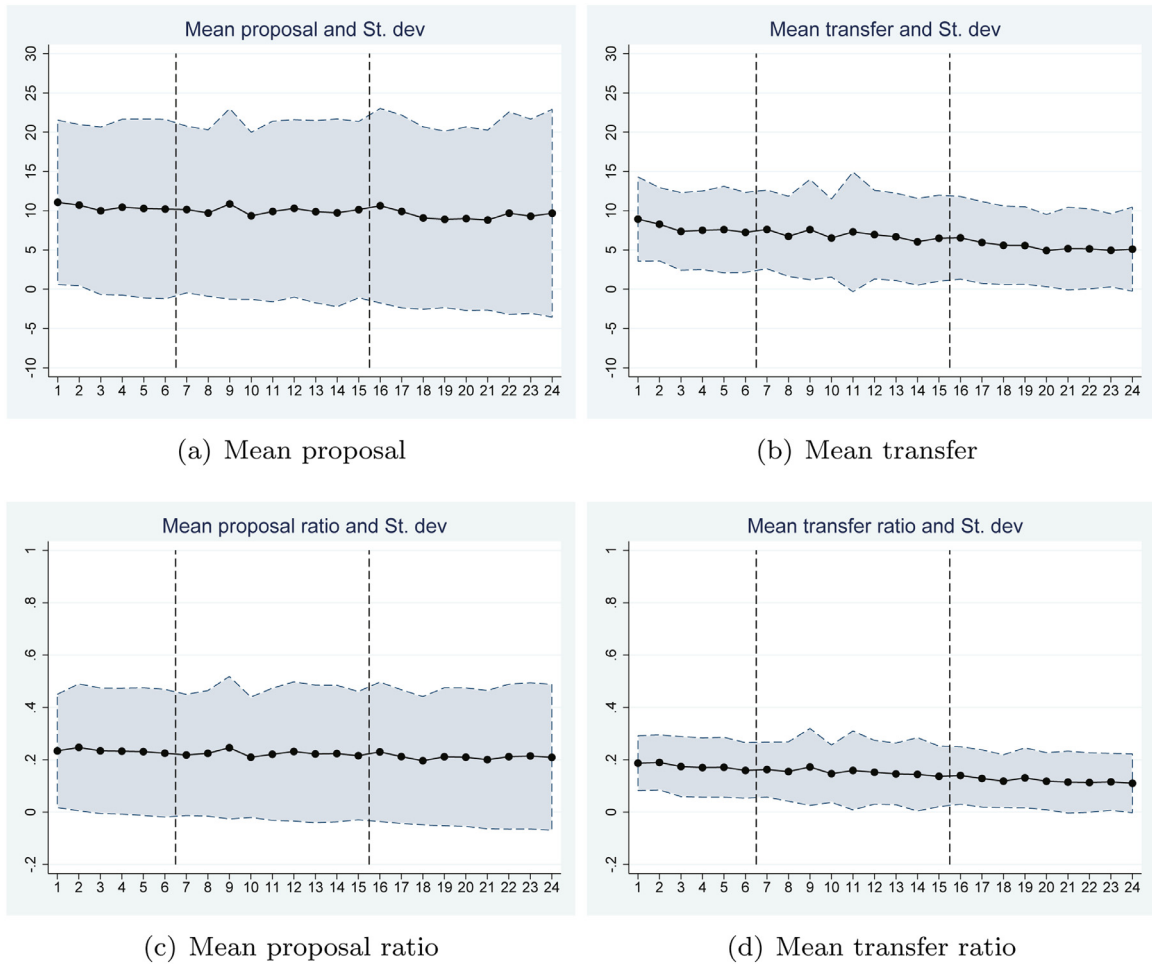 Mean proposal and St. dev
30
25
20
15
10
5
0
-5
-10
1 2 3 4 5 6 7 8 9 10 11 12 13 14 15 16 17 18 19 20 21 22 23 24
(a) Mean proposal
Mean transfer and St. dev
30
25
20
15
10
5
0
-5
-10
1 2 3 4 5 6 7 8 9 10 11 12 13 14 15 16 17 18 19 20 21 22 23 24
(b) Mean transfer
Mean proposal ratio and St. dev
1
.8
.6
.4
.2
0
-.2
1 2 3 4 5 6 7 8 9 10 11 12 13 14 15 16 17 18 19 20 21 22 23 24
(c) Mean proposal ratio
Mean transfer ratio and St. dev
1
.8
.6
.4
.2
0
-.2
1 2 3 4 5 6 7 8 9 10 11 12 13 14 15 16 17 18 19 20 21 22 23 24
(d) Mean transfer ratio